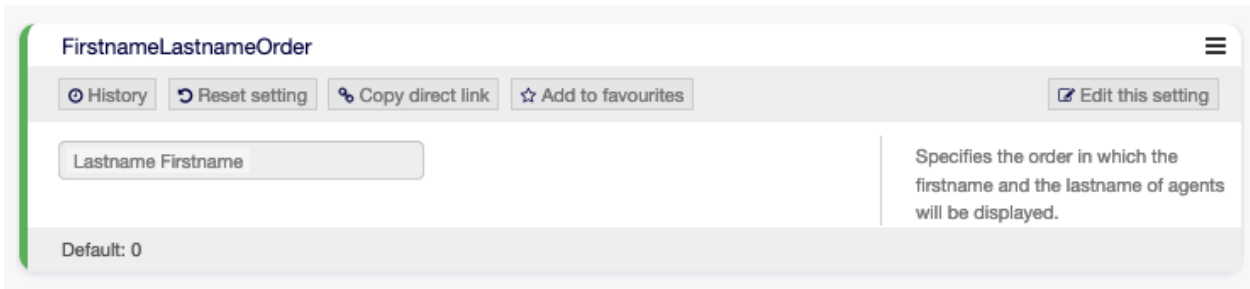 FirstnameLastnameOrder
History Reset setting Copy direct link Add to favourites Edit this setting
Lastname Firstname
Specifies the order in which the
firstname and the lastname of agents
will be displayed.
Default: 0